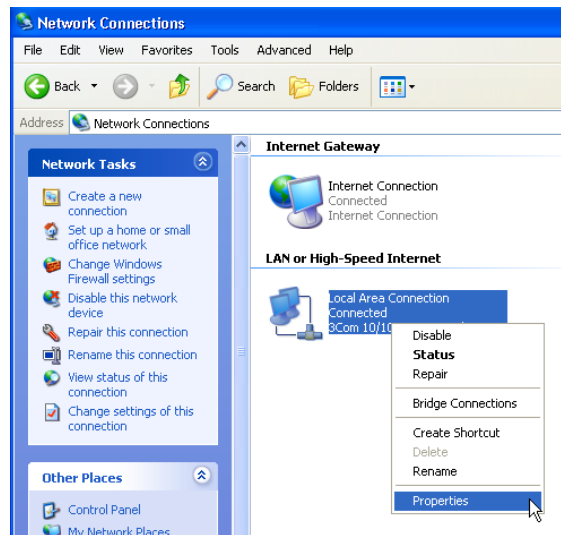 Network Connections
File Edit View Favorites Tools Advanced Help
Back Search Folders
Address Network Connections
Network Tasks
Create a new
connection
Set up a home or small
office network
Change Windows
Firewall settings
Disable this network
device
Repair this connection
Rename this connection
View status of this
connection
Change settings of this
connection
Other Places
Control Panel
My Network Places
Internet Gateway
Internet Connection
Connected
Internet Connection
LAN or High-Speed Internet
Local Area Connection
Connected
3Com
Disable
Status
Repair
Bridge Connections
Create Shortcut
Delete
Rename
Properties